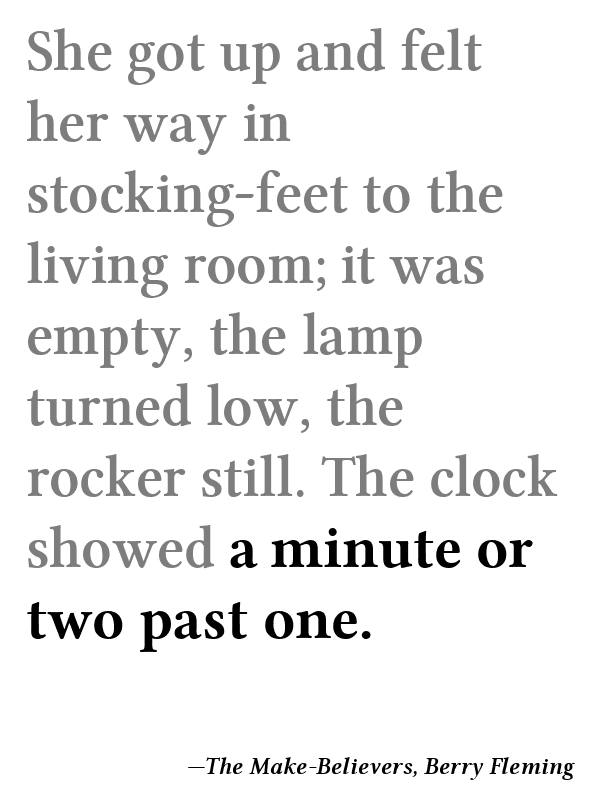 She got up and felt
her way in
stocking-feet to the
living room; it was
empty, the lamp
turned low, the
rocker still. The clock
showed a minute or
two past one.
—The Make-Believers, Berry Fleming